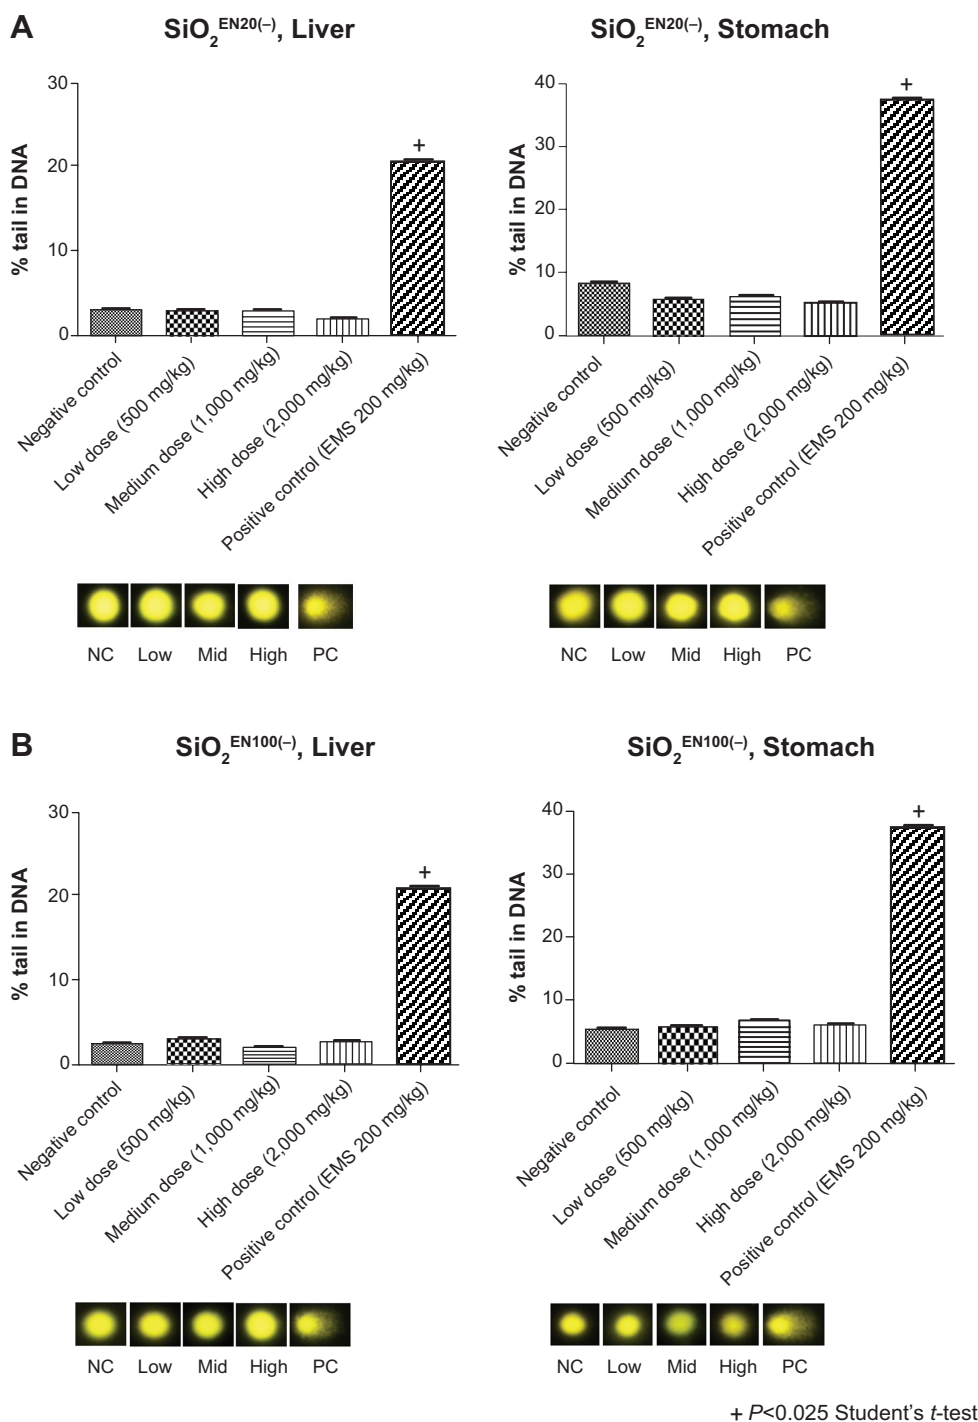 A
SiO2EN20(–), Liver
% tail in DNA
30
20
10
0
+
Negative control
Low dose (500 mg/kg)
Medium dose (1,000 mg/kg)
High dose (2,000 mg/kg)
Positive control (EMS 200 mg/kg)
NC Low Mid High PC
SiO2EN20(–), Stomach
% tail in DNA
40
30
20
10
0
+
Negative control
Low dose (500 mg/kg)
Medium dose (1,000 mg/kg)
High dose (2,000 mg/kg)
Positive control (EMS 200 mg/kg)
NC Low Mid High PC
B
SiO2EN100(–), Liver
% tail in DNA
30
20
10
0
+
Negative control
Low dose (500 mg/kg)
Medium dose (1,000 mg/kg)
High dose (2,000 mg/kg)
Positive control (EMS 200 mg/kg)
NC Low Mid High PC
SiO2EN100(–), Stomach
% tail in DNA
40
30
20
10
0
+
Negative control
Low dose (500 mg/kg)
Medium dose (1,000 mg/kg)
High dose (2,000 mg/kg)
Positive control (EMS 200 mg/kg)
NC Low Mid High PC
+ P<0.025 Student’s t-test